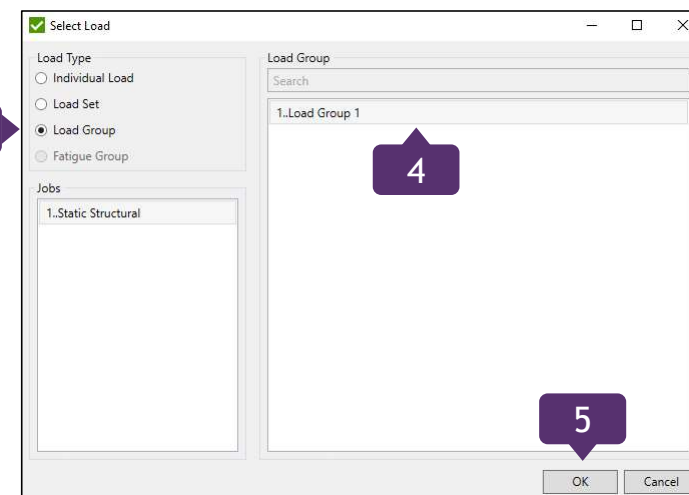 Select Load
Load Type
Individual Load
Load Set
Load Group
Fatigue Group
Jobs
1..Static Structural
Load Group
Search
1..Load Group 1
4
5
OK
Cancel